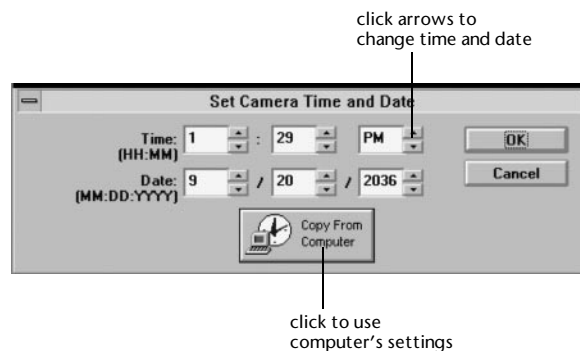 click arrows to
change time and date
Set Camera Time and Date
Time: 1 : 29 PM OK
(HH:MM)
Date: 9 / 20 / 2036 Cancel
(MM:DD:YYYY)
Copy From
Computer
click to use
computer's settings